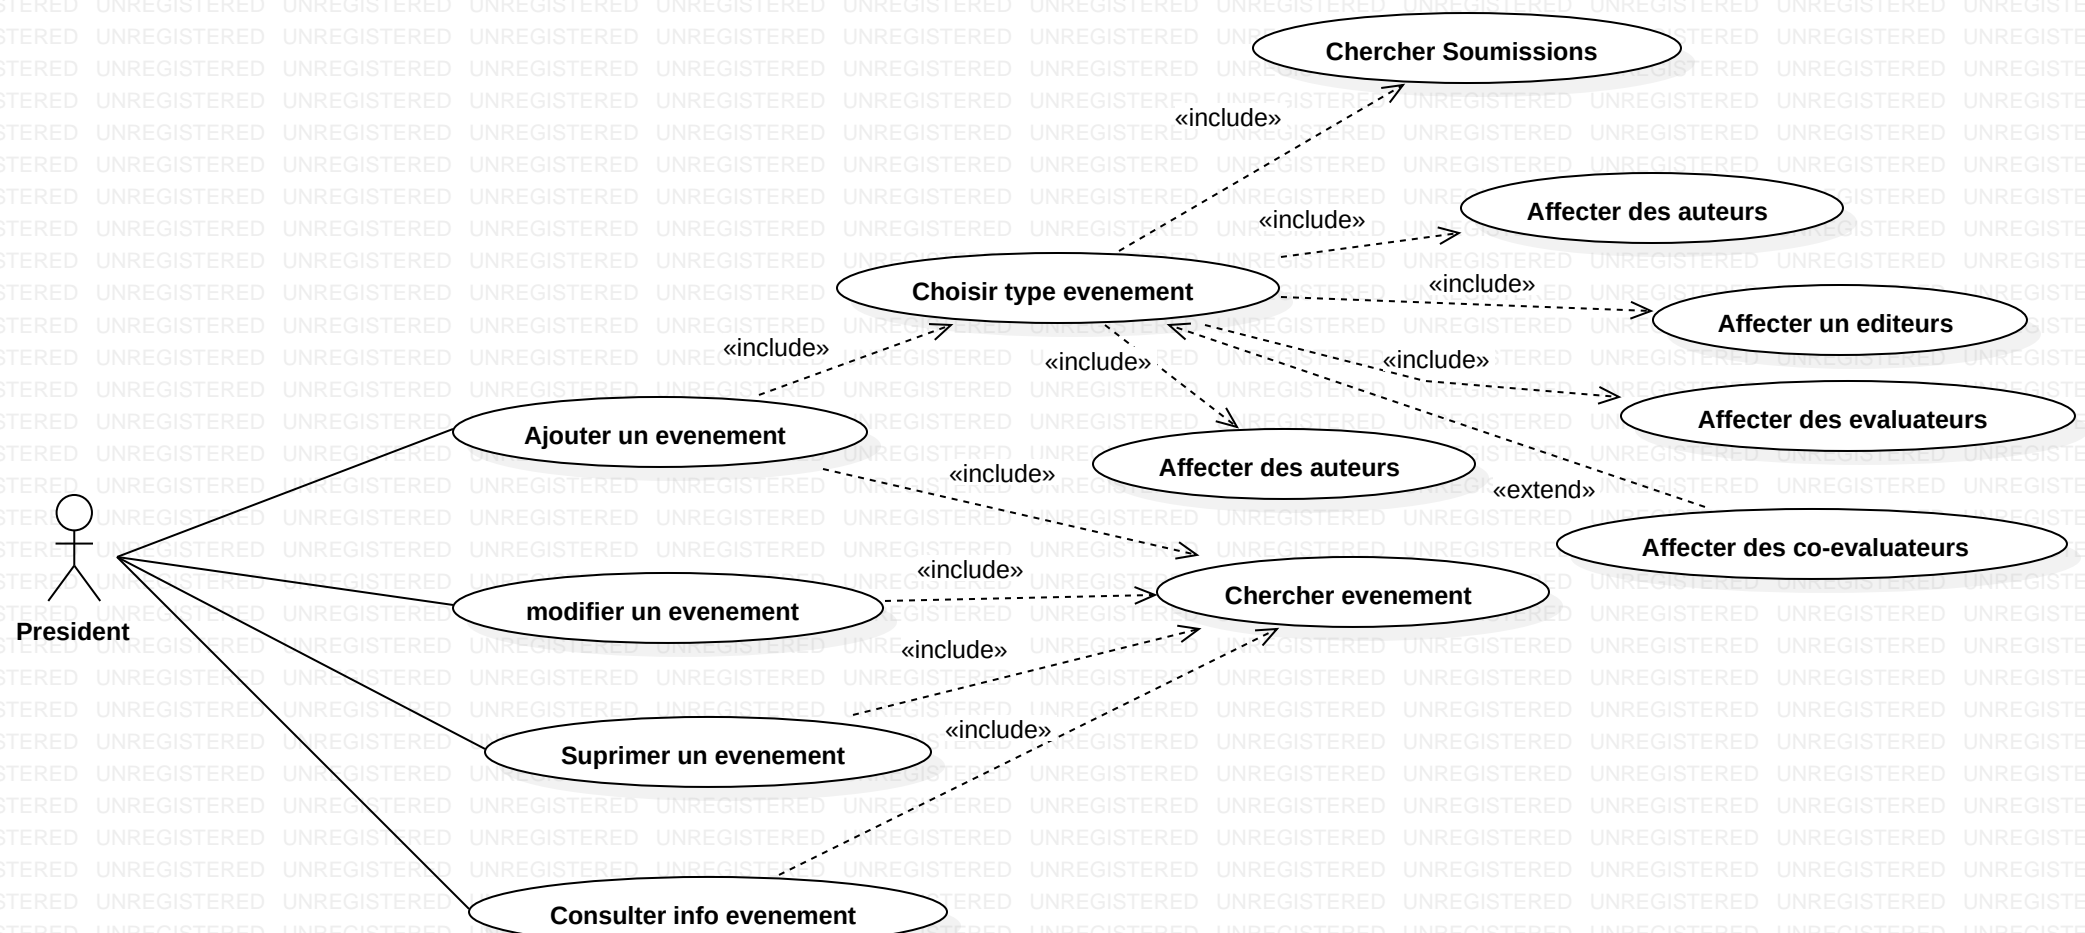 Chercher Soumissions
«include»
Affecter des auteurs
«include»
Choisir type evenement
«include»
Affecter un editeurs
«include»
«include»
«include»
Affecter des evaluateurs
Ajouter un evenement
Affecter des auteurs
«include»
«extend»
Affecter des co-evaluateurs
«include»
Chercher evenement
modifier un evenement
President
«include»
«include»
Suprimer un evenement
Consulter info evenement
UNREGISTERED